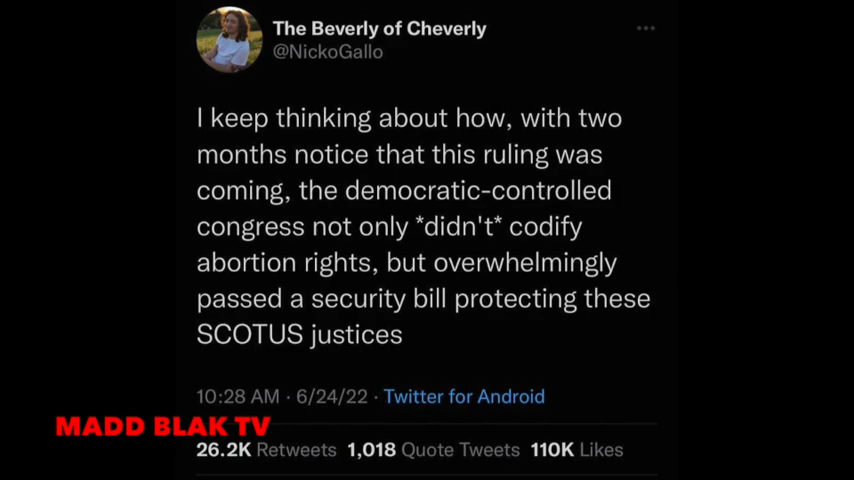 The Beverly of Cheverly
@NickoGallo
I keep thinking about how, with two
months notice that this ruling was
coming, the democratic-controlled
congress not only *didn't* codify
abortion rights, but overwhelmingly
passed a security bill protecting these
SCOTUS justices
10:28 AM · 6/24/22 · Twitter for Android
MADD BLAK TV
26.2K Retweets 1,018 Quote Tweets 110K Likes